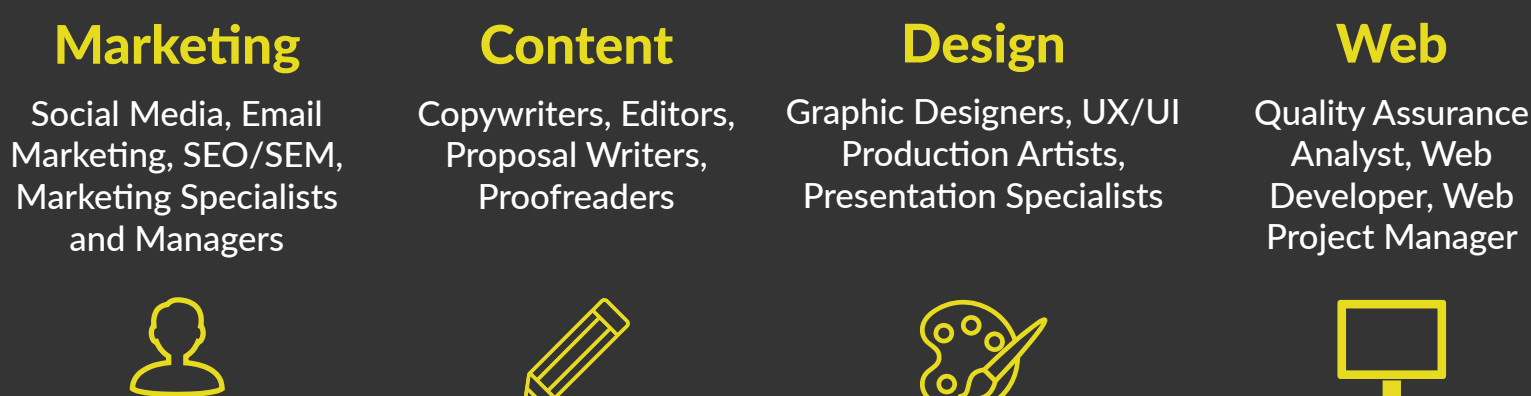 Marketing
Social Media, Email
Marketing, SEO/SEM,
Marketing Specialists
and Managers
Content
Copywriters, Editors,
Proposal Writers,
Proofreaders
Design
Graphic Designers, UX/UI
Production Artists,
Presentation Specialists
Web
Quality Assurance
Analyst, Web
Developer, Web
Project Manager